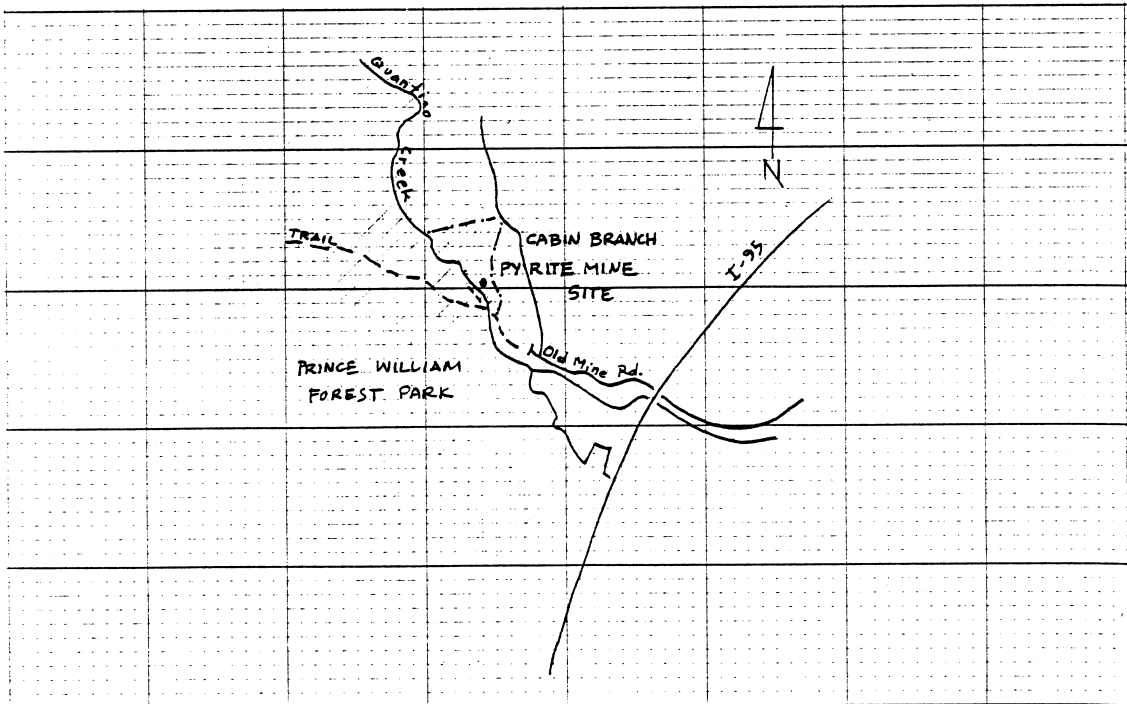 Quantico
Creek
N
TRAIL
CABIN BRANCH
PYRITE MINE
SITE
I-95
Old Mine Rd.
PRINCE WILLIAM
FOREST PARK